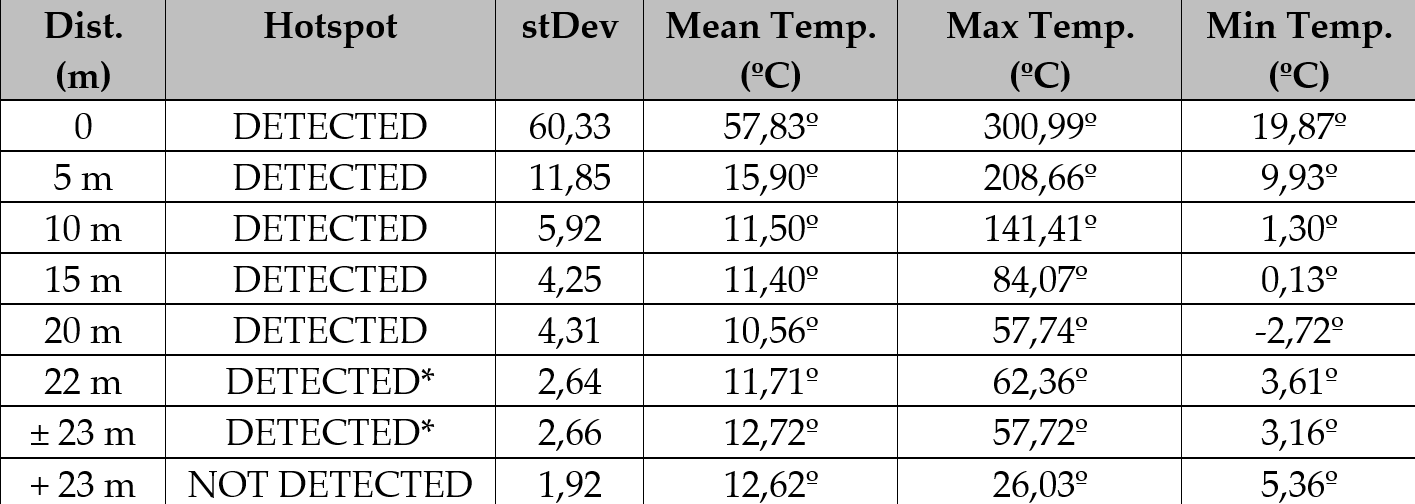 Dist. (m) Hotspot stDev Mean Temp. (ºC) Max Temp. (ºC) Min Temp. (ºC)
0 DETECTED 60,33 57,83º 300,99º 19,87º
5 m DETECTED 11,85 15,90º 208,66º 9,93º
10 m DETECTED 5,92 11,50º 141,41º 1,30º
15 m DETECTED 4,25 11,40º 84,07º 0,13º
20 m DETECTED 4,31 10,56º 57,74º -2,72º
22 m DETECTED* 2,64 11,71º 62,36º 3,61º
± 23 m DETECTED* 2,66 12,72º 57,72º 3,16º
+ 23 m NOT DETECTED 1,92 12,62º 26,03º 5,36º